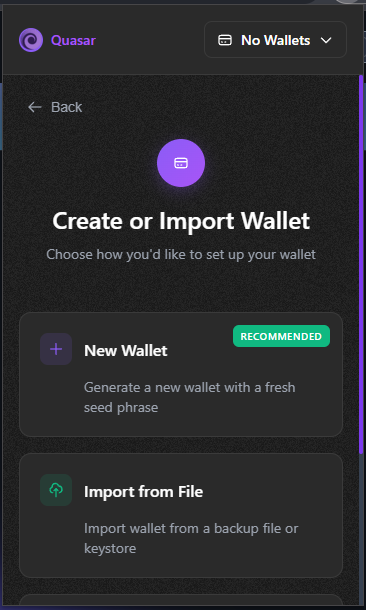 Quasar
No Wallets
Back
Create or Import Wallet
Choose how you'd like to set up your wallet
RECOMMENDED
New Wallet
Generate a new wallet with a fresh
seed phrase
Import from File
Import wallet from a backup file or
keystore